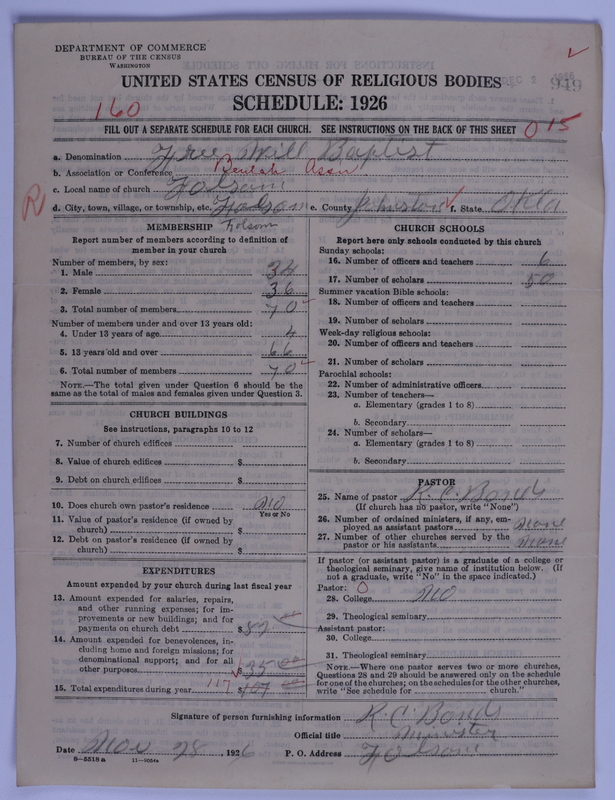 DEPARTMENT OF COMMERCE
BUREAU OF THE CENSUS
WASHINGTON
949
UNITED STATES CENSUS OF RELIGIOUS BODIES
SCHEDULE: 1926
160
FILL OUT A SEPARATE SCHEDULE FOR EACH CHURCH. SEE INSTRUCTIONS ON THE BACK OF THIS SHEET
0 15
a. Denomination Free Will Baptist
b. Association or Conference Beulah Assn
c. Local name of church Folsom
R
d. City, town, village, or township, etc. Folsom e. County Johnston f. State Okla
Folsom
MEMBERSHIP
Report number of members according to definition of
member in your church
Number of members, by sex:
1. Male 34
2. Female 36
3. Total number of members 70
Number of members under and over 13 years old:
4. Under 13 years of age 4
5. 13 years old and over 66
6. Total number of members 70
NOTE.—The total given under Question 6 should be
same as the total of males and females given under Question 3.
CHURCH BUILDINGS
See instructions, paragraphs 10 to 12
7. Number of church edifices
8. Value of church edifices $
9. Debt on church edifices $
10. Does church own pastor's residence No
Yes or No
11. Value of pastor's residence (if owned by
church) $
12. Debt on pastor's residence (if owned by
church) $
EXPENDITURES
Amount expended by your church during last fiscal year
13. Amount expended for salaries, repairs,
and other running expenses; for im-
provements or new buildings; and for
payments on church debt $82
14. Amount expended for benevolences, in-
cluding home and foreign missions; for
denominational support; and for all
other purposes $35 00
15. Total expenditures during year 117 $107 00
CHURCH SCHOOLS
Report here only schools conducted by this church
Sunday schools:
16. Number of officers and teachers 6
17. Number of scholars 50
Summer vacation Bible schools:
18. Number of officers and teachers
19. Number of scholars
Week-day religious schools:
20. Number of officers and teachers
21. Number of scholars
Parochial schools:
22. Number of administrative officers
23. Number of teachers—
a. Elementary (grades 1 to 8)
b. Secondary
24. Number of scholars—
a. Elementary (grades 1 to 8)
b. Secondary
PASTOR
25. Name of pastor K. C. Bonds
(If church has no pastor, write "None")
26. Number of ordained ministers, if any, em-
ployed as assistant pastors None
27. Number of other churches served by the
pastor or his assistants None
If pastor (or assistant pastor) is a graduate of a college or
theological seminary, give name of institution below. (If
not a graduate, write "No" in the space indicated.)
Pastor: 0
28. College No
29. Theological seminary
Assistant pastor:
30. College
31. Theological seminary
NOTE.—Where one pastor serves two or more churches,
Questions 28 and 29 should be answered only on the schedule
for one of the churches; on the schedules for the other churches,
write "See schedule for church."
Signature of person furnishing information K. C. Bonds
Official title Minister
Date Nov 28, 1926 P. O. Address Folsom
8—5518 a